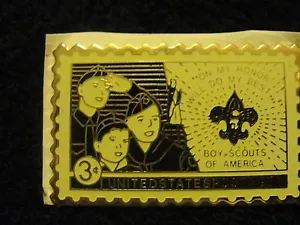 "ON MY HONOR
I WILL DO MY BEST
BOY·SCOUTS
OF AMERICA
3¢
UNITED STATES